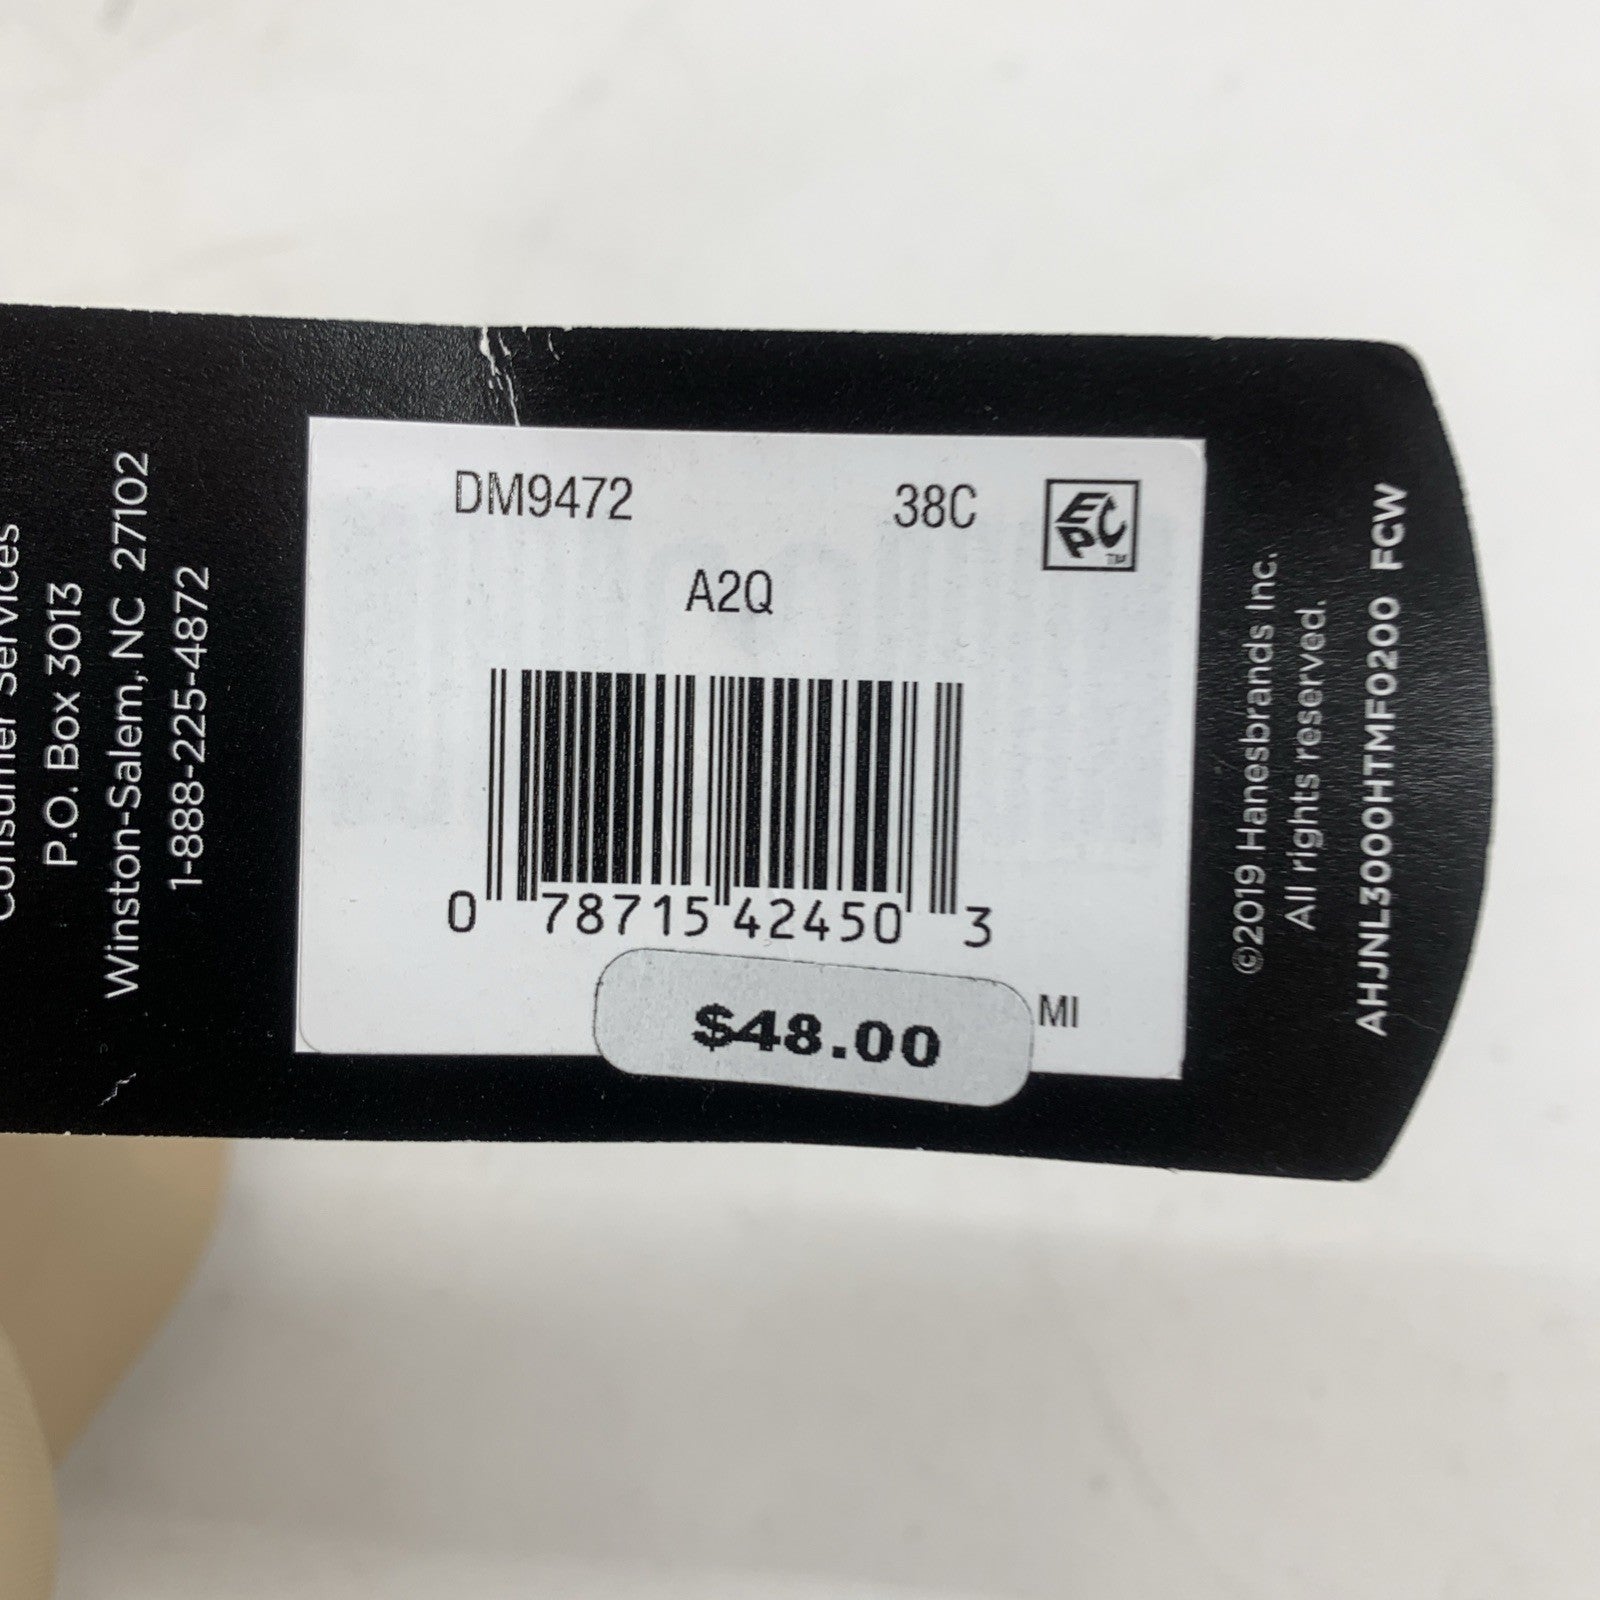 Consumer Services
P.O. Box 3013
Winston-Salem, NC 27102
1-888-225-4872
DM9472 38C EPC™
A2Q
0 78715 42450 3
$48.00 MI
©2019 Hanesbrands Inc.
All rights reserved.
AHJNL3000HTMF0200 FCW